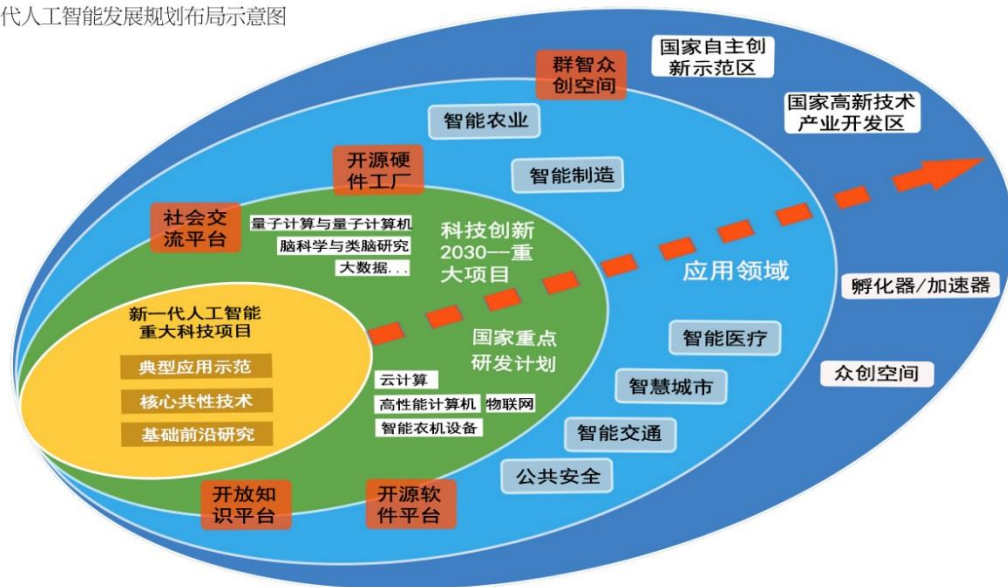 代人工智能发展规划布局示意图
国家自主创
新示范区
群智众
创空间
国家高新技术
产业开发区
智能农业
开源硬
件工厂
智能制造
社会交
流平台
量子计算与量子计算机
脑科学与类脑研究
大数据...
科技创新
2030—重
大项目
应用领域
孵化器/加速器
新一代人工智能
重大科技项目
典型应用示范
核心共性技术
基础前沿研究
国家重点
研发计划
云计算
高性能计算机 物联网
智能农机设备
智能医疗
智慧城市
智能交通
公共安全
众创空间
开放知
识平台
开源软
件平台